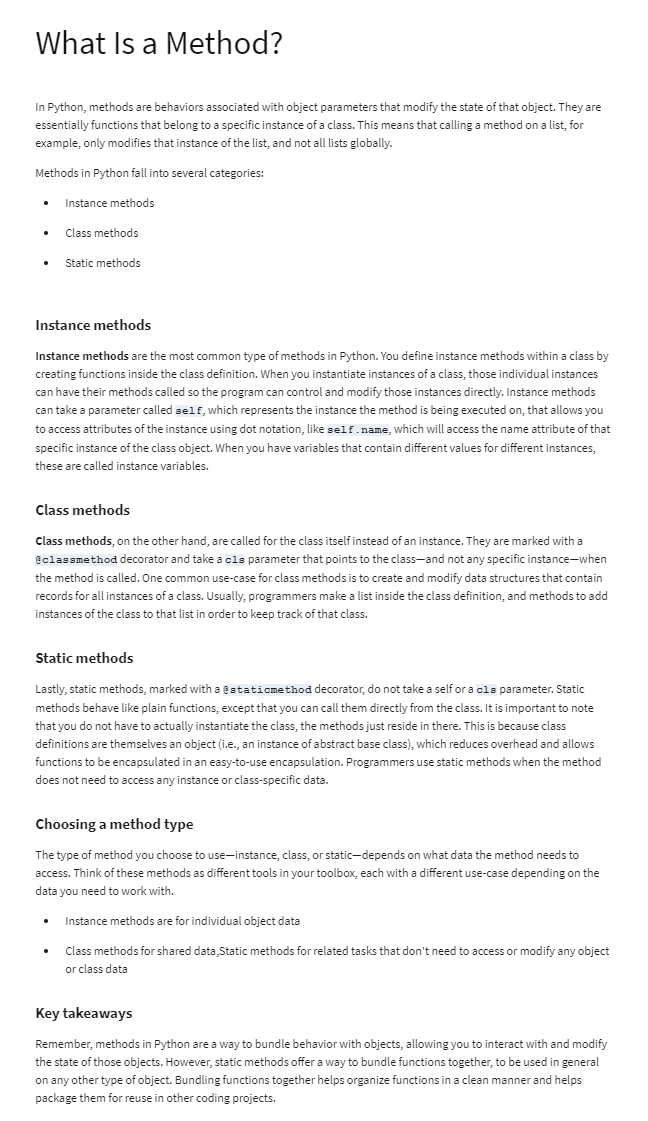 What Is a Method?
In Python, methods are behaviors associated with object parameters that modify the state of that object. They are
essentially functions that belong to a specific instance of a class. This means that calling a method on a list, for
example, only modifies that instance of the list, and not all lists globally.
Methods in Python fall into several categories:
• Instance methods
• Class methods
• Static methods
Instance methods
Instance methods are the most common type of methods in Python. You define instance methods within a class by
creating functions inside the class definition. When you instantiate instances of a class, those individual instances
can have their methods called so the program can control and modify those instances directly. Instance methods
can take a parameter called self, which represents the instance the method is being executed on, that allows you
to access attributes of the instance using dot notation, like self.name, which will access the name attribute of that
specific instance of the class object. When you have variables that contain different values for different instances,
these are called instance variables.
Class methods
Class methods, on the other hand, are called for the class itself instead of an instance. They are marked with a
@classmethod decorator and take a cls parameter that points to the class—and not any specific instance—when
the method is called. One common use-case for class methods is to create and modify data structures that contain
records for all instances of a class. Usually, programmers make a list inside the class definition, and methods to add
instances of the class to that list in order to keep track of that class.
Static methods
Lastly, static methods, marked with a @staticmethod decorator, do not take a self or a cls parameter. Static
methods behave like plain functions, except that you can call them directly from the class. It is important to note
that you do not have to actually instantiate the class, the methods just reside in there. This is because class
definitions are themselves an object (i.e., an instance of abstract base class), which reduces overhead and allows
functions to be encapsulated in an easy-to-use encapsulation. Programmers use static methods when the method
does not need to access any instance or class-specific data.
Choosing a method type
The type of method you choose to use—instance, class, or static—depends on what data the method needs to
access. Think of these methods as different tools in your toolbox, each with a different use-case depending on the
data you need to work with.
• Instance methods are for individual object data
• Class methods for shared data,Static methods for related tasks that don't need to access or modify any object
or class data
Key takeaways
Remember, methods in Python are a way to bundle behavior with objects, allowing you to interact with and modify
the state of those objects. However, static methods offer a way to bundle functions together, to be used in general
on any other type of object. Bundling functions together helps organize functions in a clean manner and helps
package them for reuse in other coding projects.